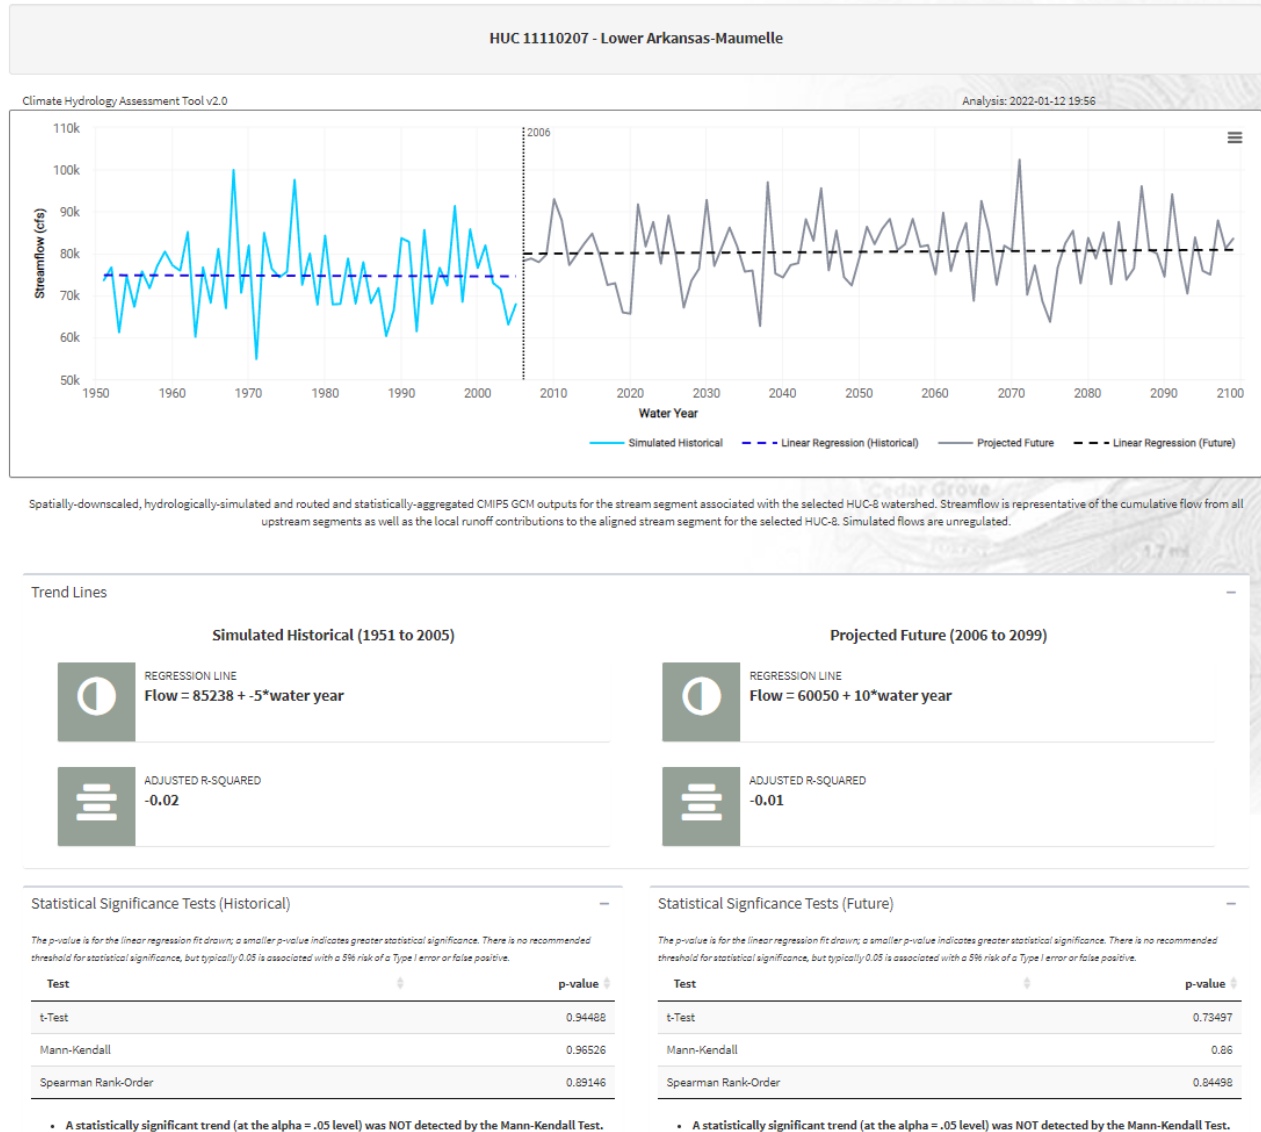 HUC 11110207 - Lower Arkansas-Maumelle
Climate Hydrology Assessment Tool v2.0
Analysis: 2022-01-12 19:56
110k
100k
90k
80k
70k
60k
50k
Streamflow (cfs)
2006
1950 1960 1970 1980 1990 2000 2010 2020 2030 2040 2050 2060 2070 2080 2090 2100
Water Year
Simulated Historical Linear Regression (Historical) Projected Future Linear Regression (Future)
Spatially-downscaled, hydrologically-simulated and routed and statistically-aggregated CMIP5 GCM outputs for the stream segment associated with the selected HUC-8 watershed. Streamflow is representative of the cumulative flow from all
upstream segments as well as the local runoff contributions to the aligned stream segment for the selected HUC-8. Simulated flows are unregulated.
Cedar Grove
1.7 mi
Trend Lines
Simulated Historical (1951 to 2005)
REGRESSION LINE
Flow = 85238 + -5*water year
ADJUSTED R-SQUARED
-0.02
Projected Future (2006 to 2099)
REGRESSION LINE
Flow = 60050 + 10*water year
ADJUSTED R-SQUARED
-0.01
Statistical Significance Tests (Historical)
The p-value is for the linear regression fit drawn; a smaller p-value indicates greater statistical significance. There is no recommended
threshold for statistical significance, but typically 0.05 is associated with a 5% risk of a Type I error or false positive.
Test p-value
t-Test 0.94488
Mann-Kendall 0.96526
Spearman Rank-Order 0.89146
• A statistically significant trend (at the alpha = .05 level) was NOT detected by the Mann-Kendall Test.
Statistical Signficance Tests (Future)
The p-value is for the linear regression fit drawn; a smaller p-value indicates greater statistical significance. There is no recommended
threshold for statistical significance, but typically 0.05 is associated with a 5% risk of a Type I error or false positive.
Test p-value
t-Test 0.73497
Mann-Kendall 0.86
Spearman Rank-Order 0.84498
• A statistically significant trend (at the alpha = .05 level) was NOT detected by the Mann-Kendall Test.